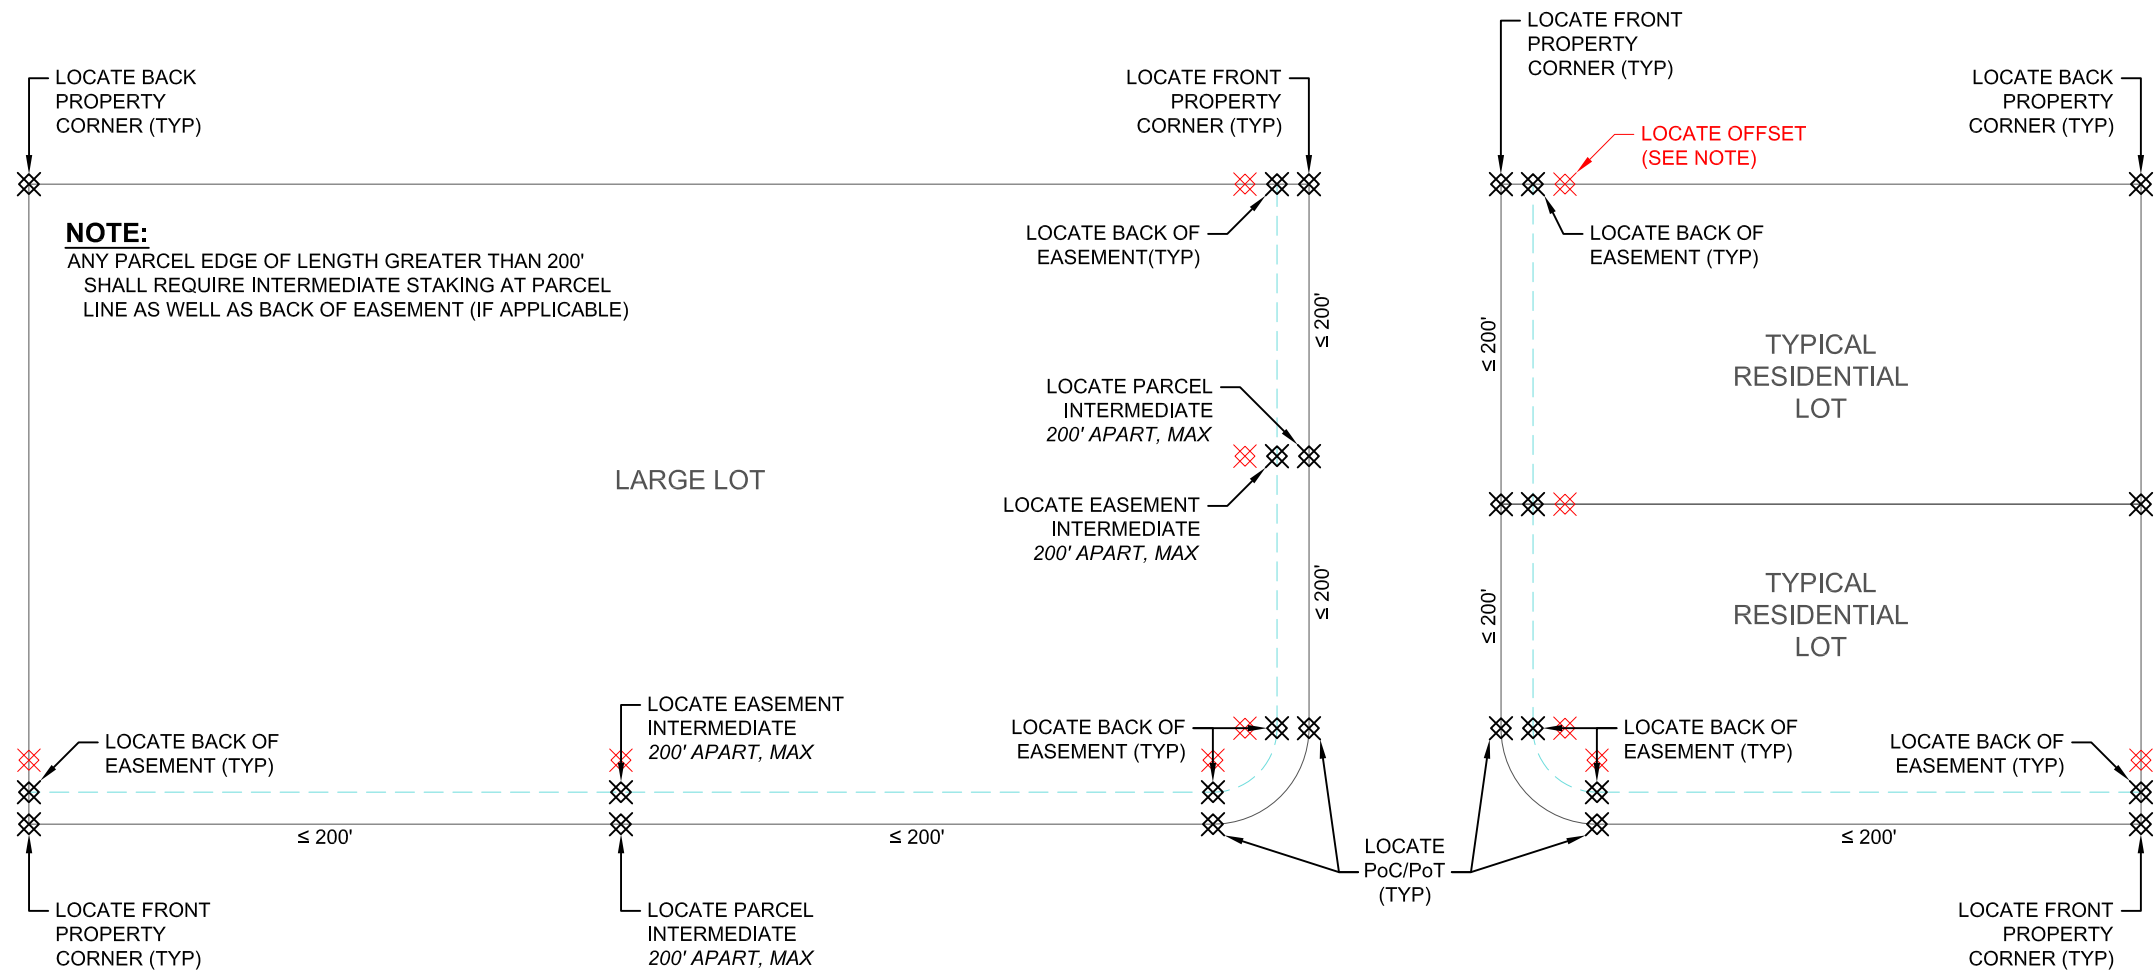 LOCATE FRONT
PROPERTY
CORNER (TYP)
LOCATE BACK
PROPERTY
CORNER (TYP)
LOCATE FRONT
PROPERTY
CORNER (TYP)
LOCATE BACK
PROPERTY
CORNER (TYP)
LOCATE OFFSET
(SEE NOTE)
NOTE:
ANY PARCEL EDGE OF LENGTH GREATER THAN 200'
SHALL REQUIRE INTERMEDIATE STAKING AT PARCEL
LINE AS WELL AS BACK OF EASEMENT (IF APPLICABLE)
LOCATE BACK OF
EASEMENT(TYP)
LOCATE BACK OF
EASEMENT (TYP)
≤ 200'
≤ 200'
TYPICAL
RESIDENTIAL
LOT
LOCATE PARCEL
INTERMEDIATE
200' APART, MAX
LARGE LOT
LOCATE EASEMENT
INTERMEDIATE
200' APART, MAX
≤ 200'
≤ 200'
TYPICAL
RESIDENTIAL
LOT
LOCATE BACK OF
EASEMENT (TYP)
LOCATE EASEMENT
INTERMEDIATE
200' APART, MAX
LOCATE BACK OF
EASEMENT (TYP)
LOCATE BACK OF
EASEMENT (TYP)
LOCATE BACK OF
EASEMENT (TYP)
≤ 200'
≤ 200'
≤ 200'
LOCATE
PoC/PoT
(TYP)
LOCATE FRONT
PROPERTY
CORNER (TYP)
LOCATE PARCEL
INTERMEDIATE
200' APART, MAX
LOCATE FRONT
PROPERTY
CORNER (TYP)